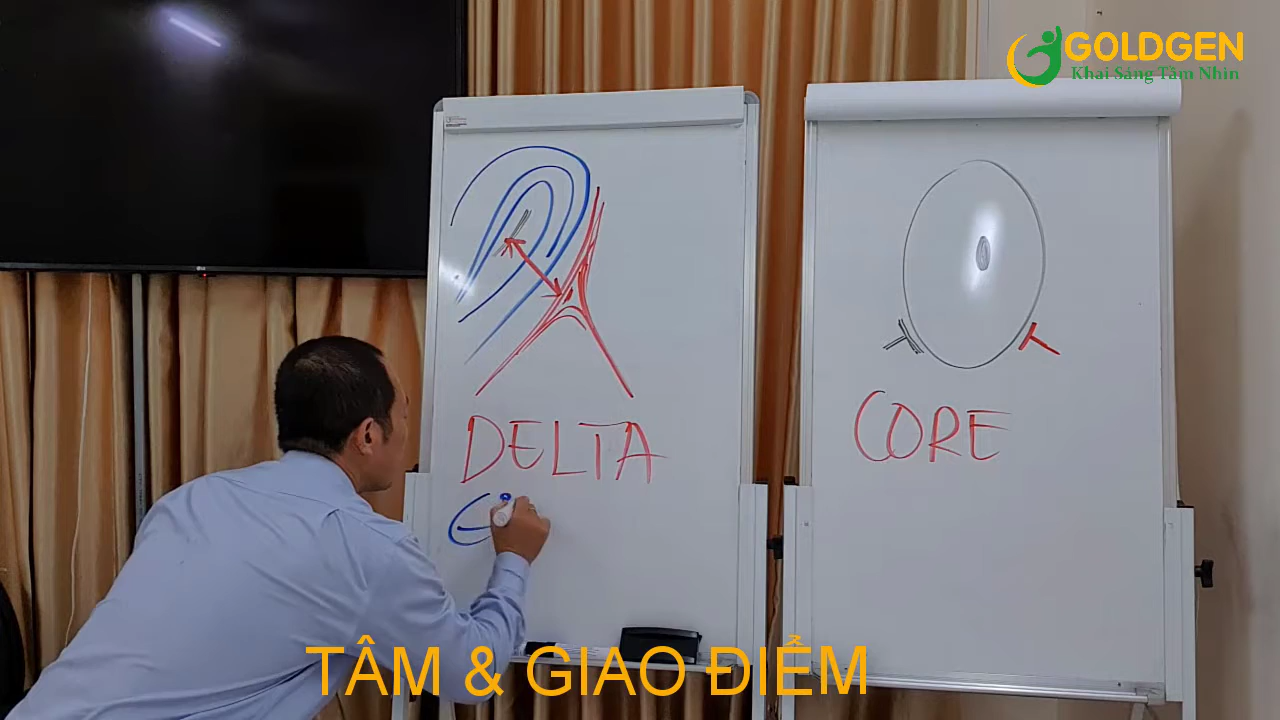 GOLDGEN
Khai Sáng Tầm Nhìn
DELTA
CORE
TÂM & GIAO ĐIỂM